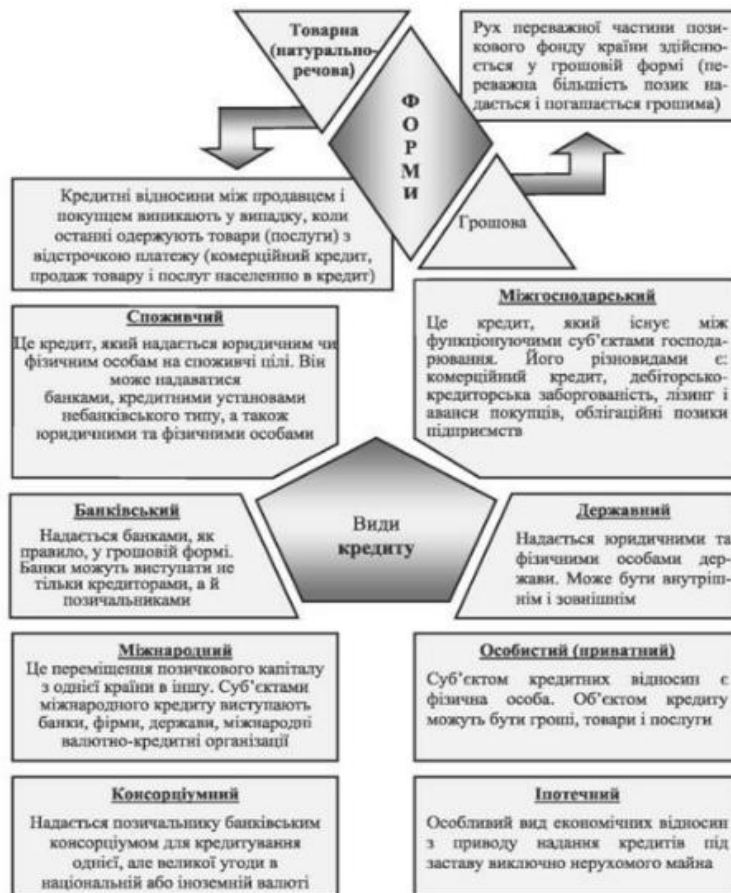 Товарна
(натурально-
речова)
Ф
О
Р
М
И
Рух переважної частини пози-
кового фонду країни здійсню-
ється у грошовій формі (пе-
реважна більшість позик на-
дається і погашається грошима)
Кредитні відносини між продавцем і
покупцем виникають у випадку, коли
останні одержують товари (послуги) з
відстрочкою платежу (комерційний кредит,
продаж товару і послуг населенню в кредит)
Грошова
Споживчий
Це кредит, який надається юридичним чи
фізичним особам на споживчі цілі. Він
може надаватися
банками, кредитними установами
небанківського типу, а також
юридичними та фізичними особами
Міжгосподарський
Це кредит, який існує між
функціонуючими суб’єктами господа-
рювання. Його різновидами є:
комерційний кредит, дебіторсько-
кредиторська заборгованість, лізинг і
аванси покупців, облігаційні позики
підприємств
Види
кредиту
Банківський
Надається банками, як
правило, у грошовій формі.
Банки можуть виступати не
тільки кредиторами, а й
позичальниками
Державний
Надається юридичними та
фізичними особами дер-
жави. Може бути внутріш-
нім і зовнішнім
Міжнародний
Це переміщення позичкового капіталу
з однієї країни в іншу. Суб’єктами
міжнародного кредиту виступають
банки, фірми, держави, міжнародні
валютно-кредитні організації
Особистий (приватний)
Суб’єктом кредитних відносин є
фізична особа. Об’єктом кредиту
можуть бути гроші, товари і послуги
Консорціумний
Надається позичальнику банківським
консорціумом для кредитування
однієї, але великої угоди в
національній або іноземній валюті
Іпотечний
Особливий вид економічних відносин
з приводу надання кредитів під
заставу виключно нерухомого майна